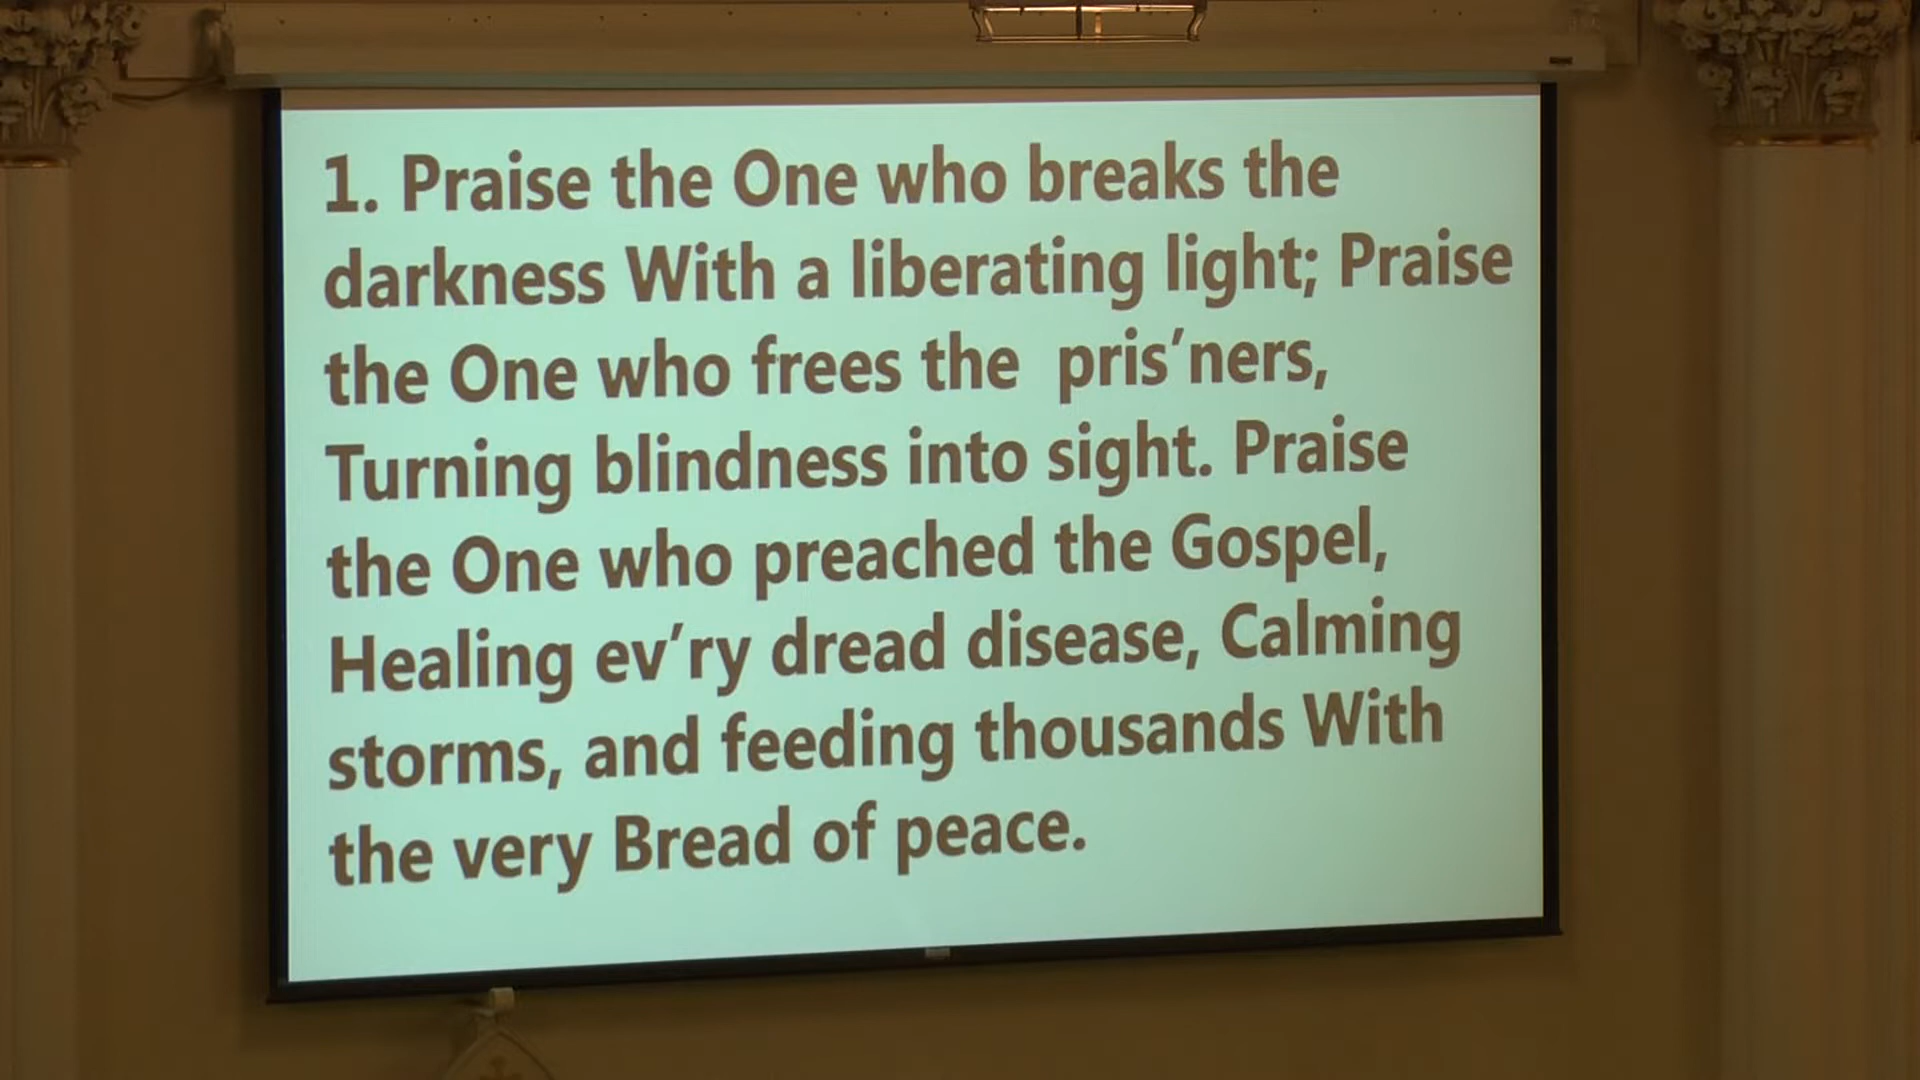 1. Praise the One who breaks the
darkness With a liberating light; Praise
the One who frees the  pris’ners,
Turning blindness into sight. Praise
the One who preached the Gospel,
Healing ev’ry dread disease, Calming
storms, and feeding thousands With
the very Bread of peace.